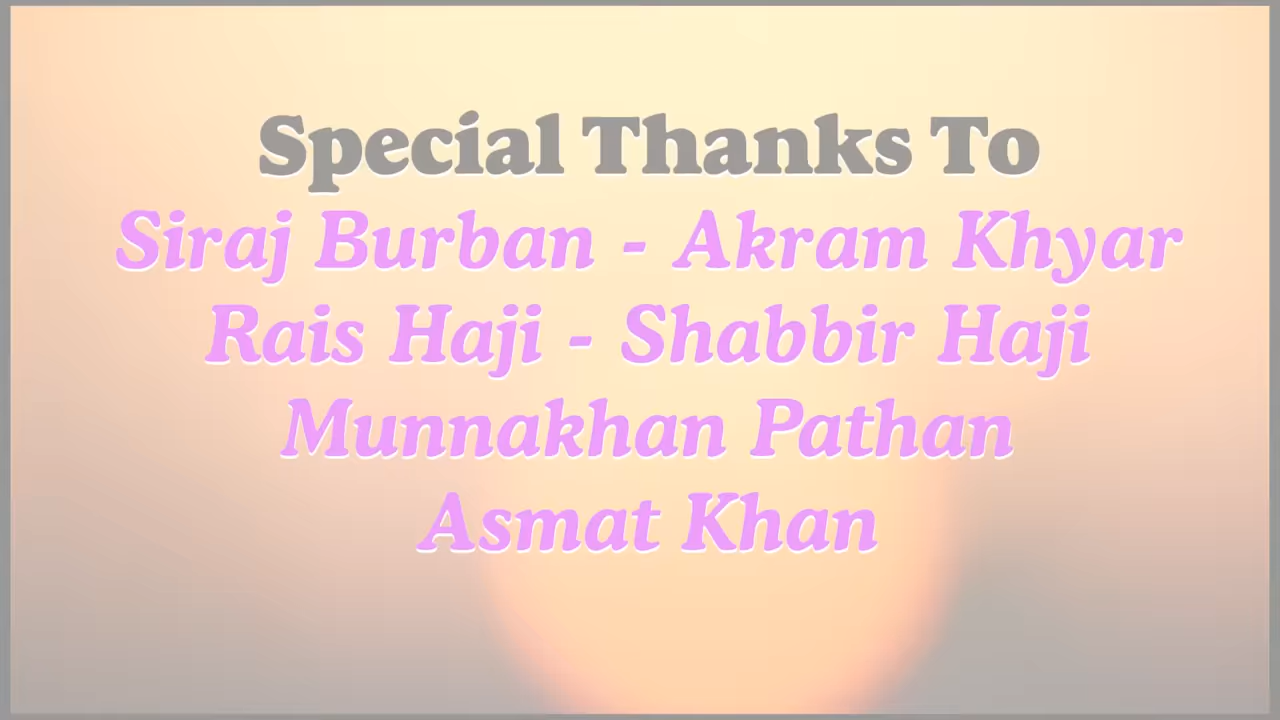 Special Thanks To
Siraj Burban - Akram Khyar
Rais Haji - Shabbir Haji
Munnakhan Pathan
Asmat Khan